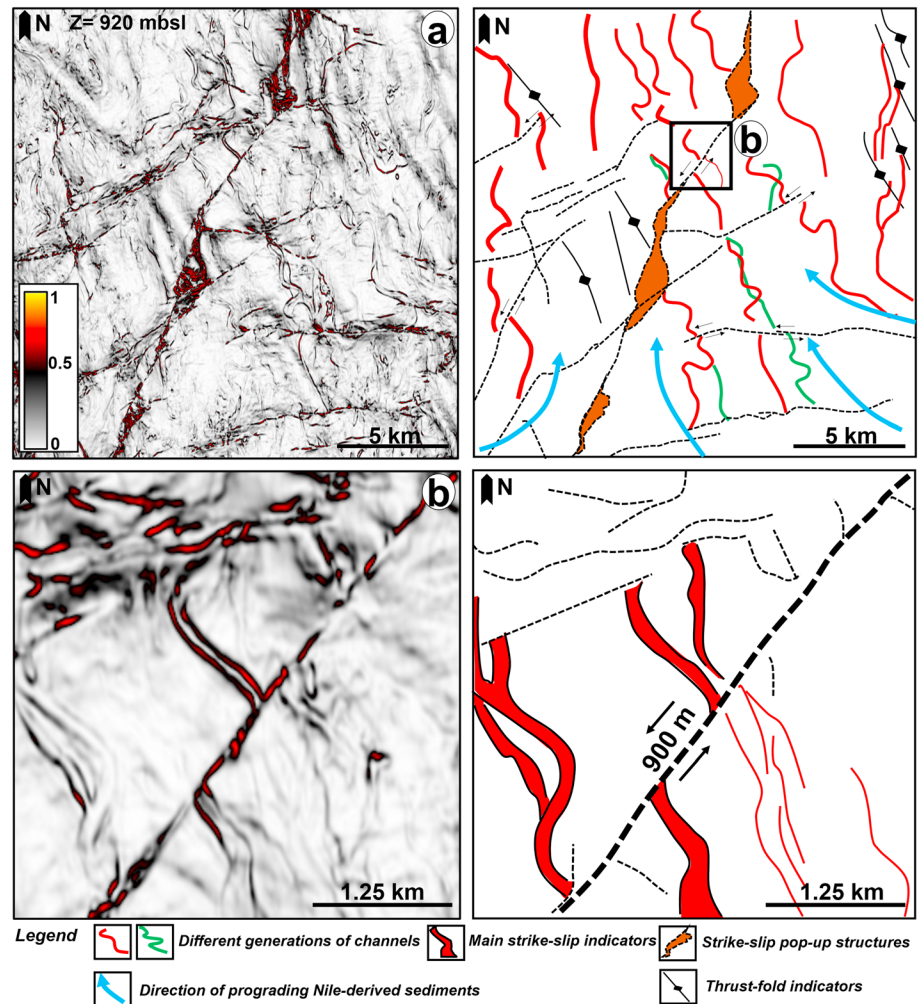 N Z= 920 mbsl a
1
0.5
0
5 km
N
b
5 km
N b
1.25 km
N
900 m
1.25 km
Legend Different generations of channels Main strike-slip indicators Strike-slip pop-up structures
Direction of prograding Nile-derived sediments Thrust-fold indicators